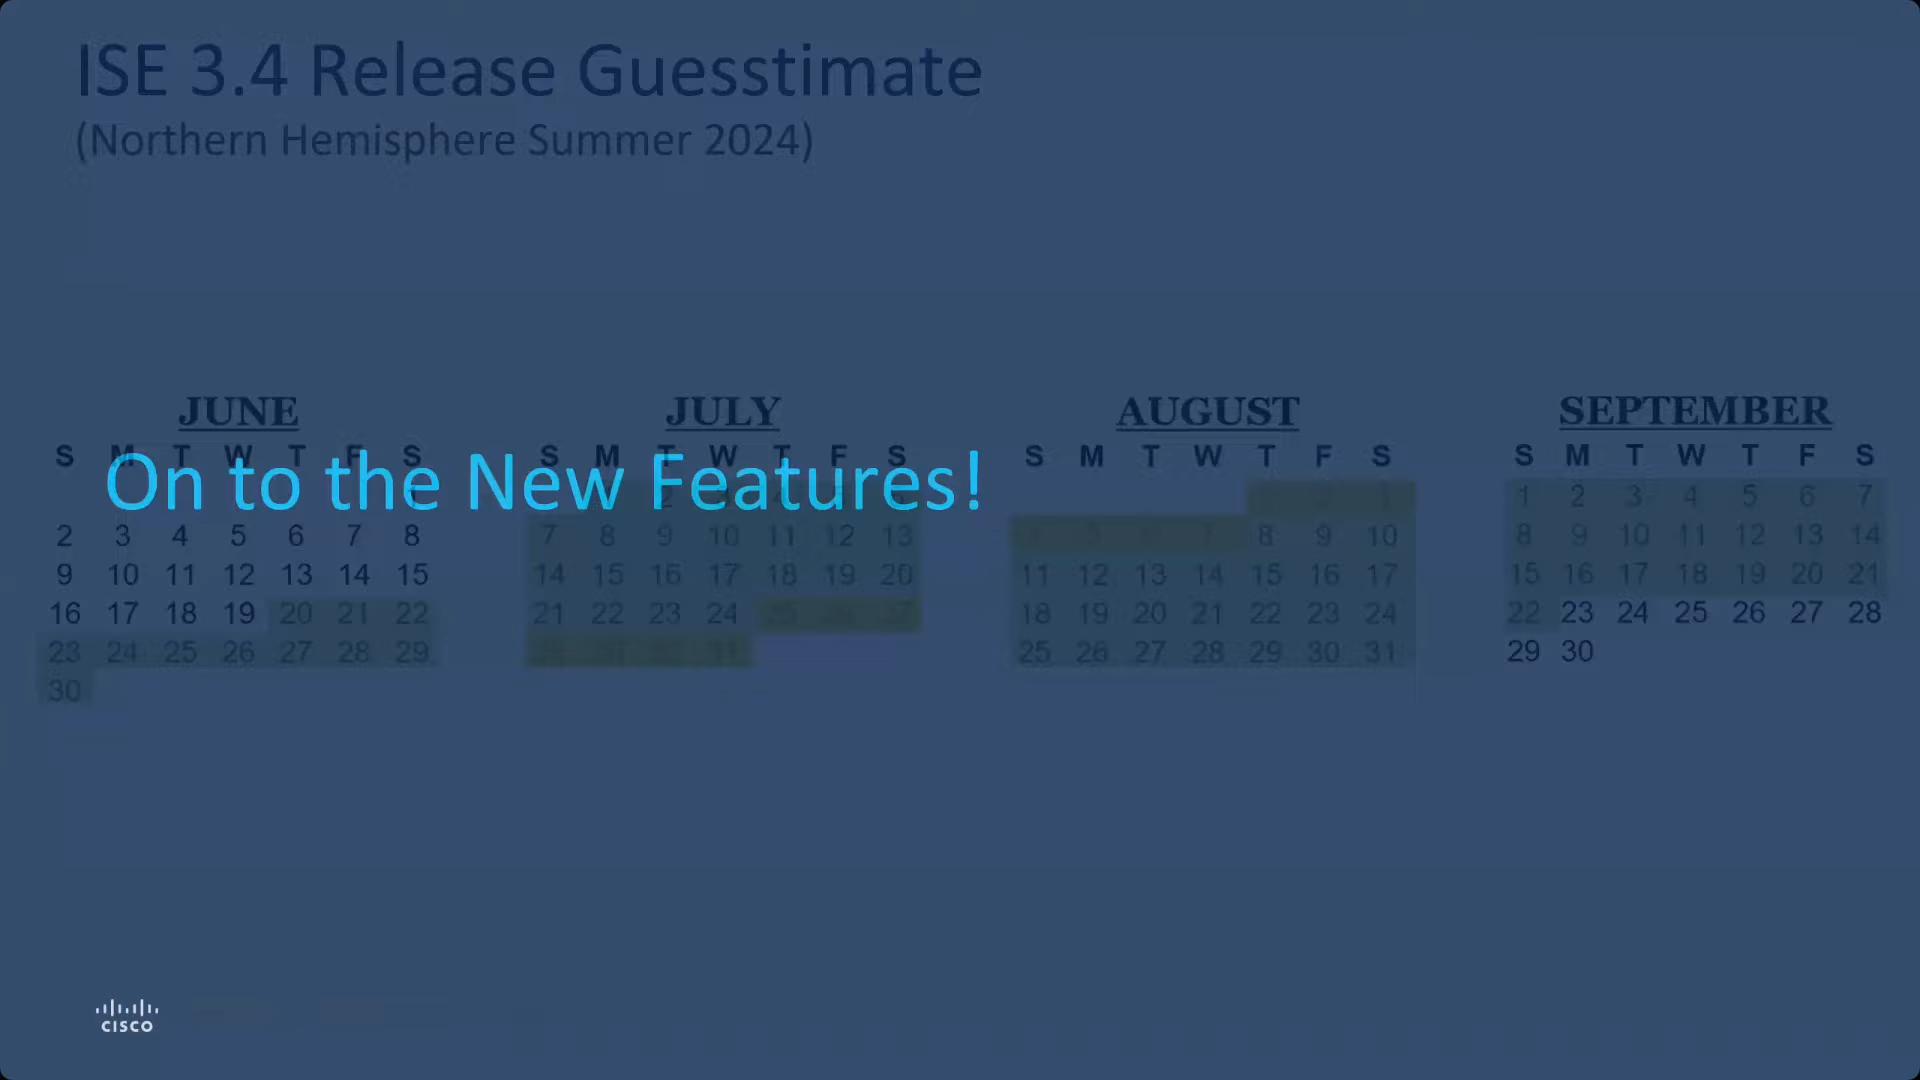 ISE 3.4 Release Guesstimate
(Northern Hemisphere Summer 2024)
JUNE
S M T W T F S
2 3 4 5 6 7 8
9 10 11 12 13 14 15
16 17 18 19 20 21 22
23 24 25 26 27 28 29
30
JULY
S M T W T F S
7 8 9 10 11 12 13
14 15 16 17 18 19 20
21 22 23 24
31
AUGUST
S M T W T F S
8 9 10
11 12 13 14 15 16 17
18 19 20 21 22 23 24
25 26 27 28 29 30 31
SEPTEMBER
S M T W T F S
1 2 3 4 5 6 7
8 9 10 11 12 13 14
15 16 17 18 19 20 21
22 23 24 25 26 27 28
29 30
On to the New Features!
CISCO